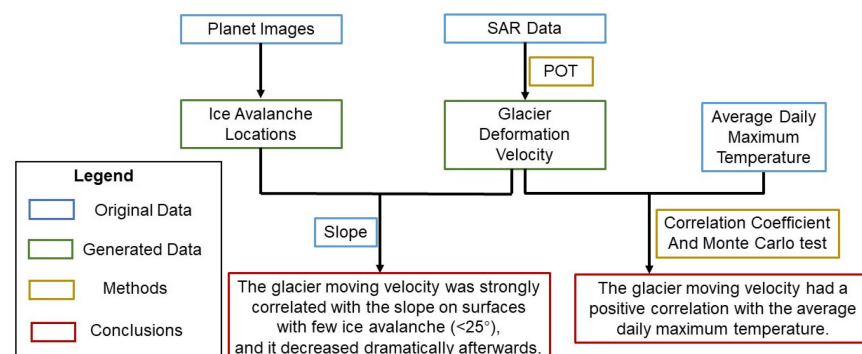 Planet Images
SAR Data
POT
Ice Avalanche
Locations
Glacier
Deformation
Velocity
Average Daily
Maximum
Temperature
Legend
Original Data
Generated Data
Methods
Conclusions
Slope
Correlation Coefficient
And Monte Carlo test
The glacier moving velocity was strongly
correlated with the slope on surfaces
with few ice avalanche (<25°),
and it decreased dramatically afterwards.
The glacier moving velocity had a
positive correlation with the average
daily maximum temperature.